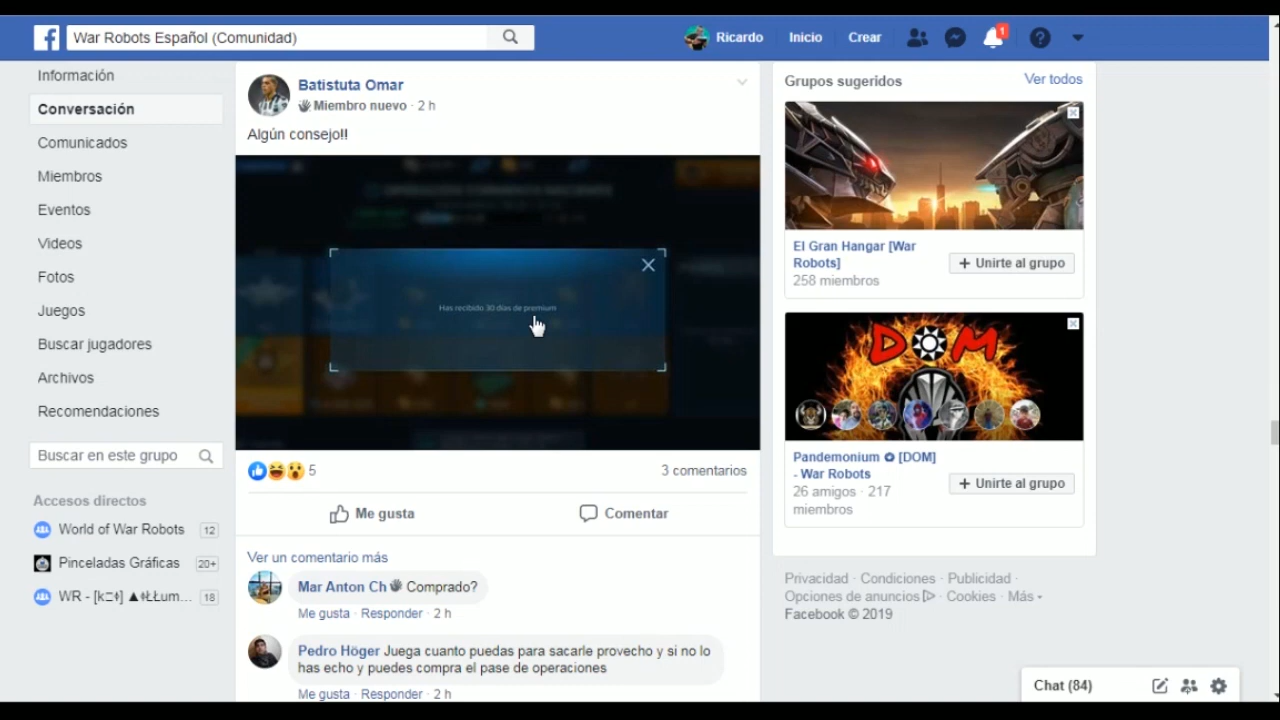 War Robots Español (Comunidad)
Ricardo
Inicio
Crear
1
Información
Conversación
Comunicados
Miembros
Eventos
Videos
Fotos
Juegos
Buscar jugadores
Archivos
Recomendaciones
Buscar en este grupo
Accesos directos
World of War Robots 12
Pinceladas Gráficas 20+
18
Batistuta Omar
Miembro nuevo · 2 h
Algún consejo!!
Has recibido 30 días de premium
5
3 comentarios
Me gusta
Comentar
Ver un comentario más
Mar Anton Ch Comprado?
Me gusta · Responder · 2 h
Pedro Höger Juega cuanto puedas para sacarle provecho y si no lo
has echo y puedes compra el pase de operaciones
Me gusta · Responder · 2 h
Grupos sugeridos
Ver todos
El Gran Hangar [War
Robots]
258 miembros
+ Unirte al grupo
DOM
Pandemonium [DOM]
- War Robots
26 amigos · 217
miembros
+ Unirte al grupo
Privacidad · Condiciones · Publicidad ·
Opciones de anuncios · Cookies · Más
Facebook © 2019
Chat (84)